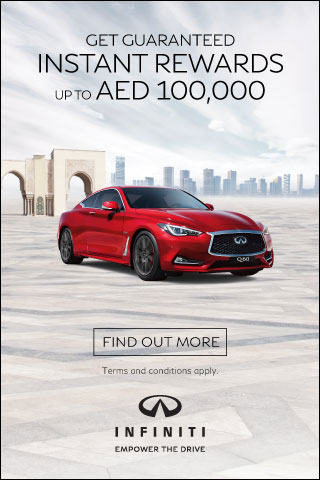 GET GUARANTEED
INSTANT REWARDS
UP TO AED 100,000
Q60
FIND OUT MORE
Terms and conditions apply.
INFINITI
EMPOWER THE DRIVE